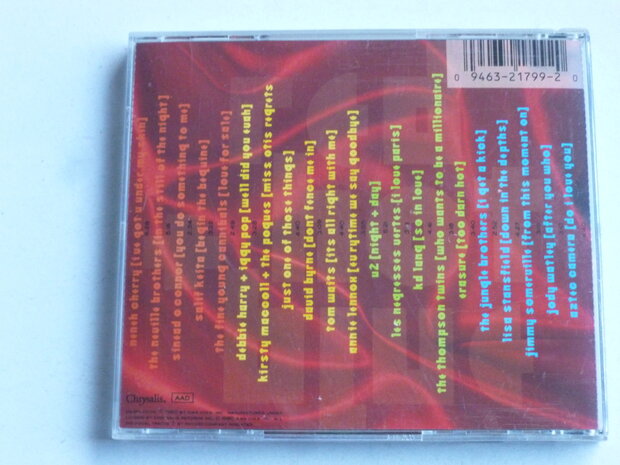 0 9463-21799-2 0
neneh cherry [i've got u under my skin]
the neville brothers [in the still of the night]
sinead o connor [you do something to me]
salif keita [begin the beguine]
the fine young cannibals [love for sale]
debbie harry + iggy pop [well did you evah]
kirsty maccoll + the pogues [miss otis regrets
just one of those things]
david byrne [don't fence me in]
tom waits [its all right with me]
annie lennox [evrytime we say goodbye]
u2 [night + day]
les negresses vertes [i love paris]
kd lang [so in love]
the thompson twins [who wants to be a millionaire]
erasure [too darn hot]
the jungle brothers [i get a kick]
lisa stansfield [down in the depths]
jimmy somerville [from this moment on]
jody watley [after you who]
aztec camera [do i love you]
Chrysalis. AAD